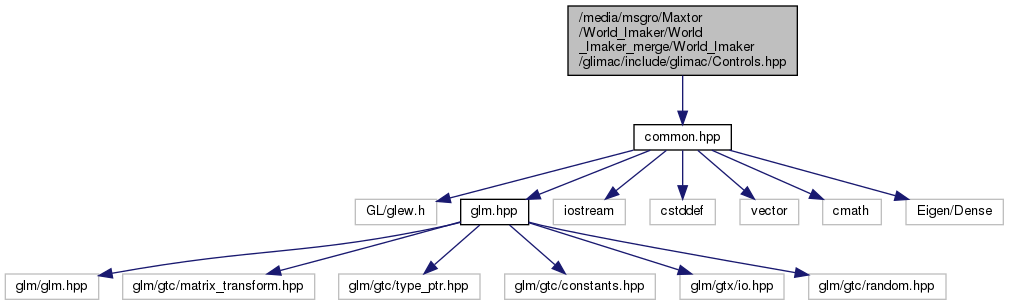 /media/msgro/Maxtor
/World_Imaker/World
_Imaker_merge/World_Imaker
/glimac/include/glimac/Controls.hpp
common.hpp
GL/glew.h
glm.hpp
iostream
cstddef
vector
cmath
Eigen/Dense
glm/glm.hpp
glm/gtc/matrix_transform.hpp
glm/gtc/type_ptr.hpp
glm/gtc/constants.hpp
glm/gtx/io.hpp
glm/gtc/random.hpp